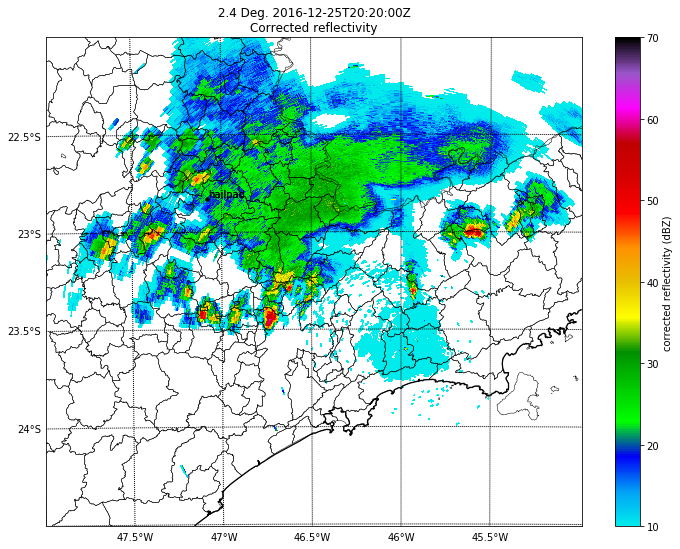 2.4 Deg. 2016-12-25T20:20:00Z
Corrected reflectivity
70
60
50
40
30
20
10
corrected reflectivity (dBZ)
22.5°S
23°S
23.5°S
24°S
hailpad
47.5°W
47°W
46.5°W
46°W
45.5°W